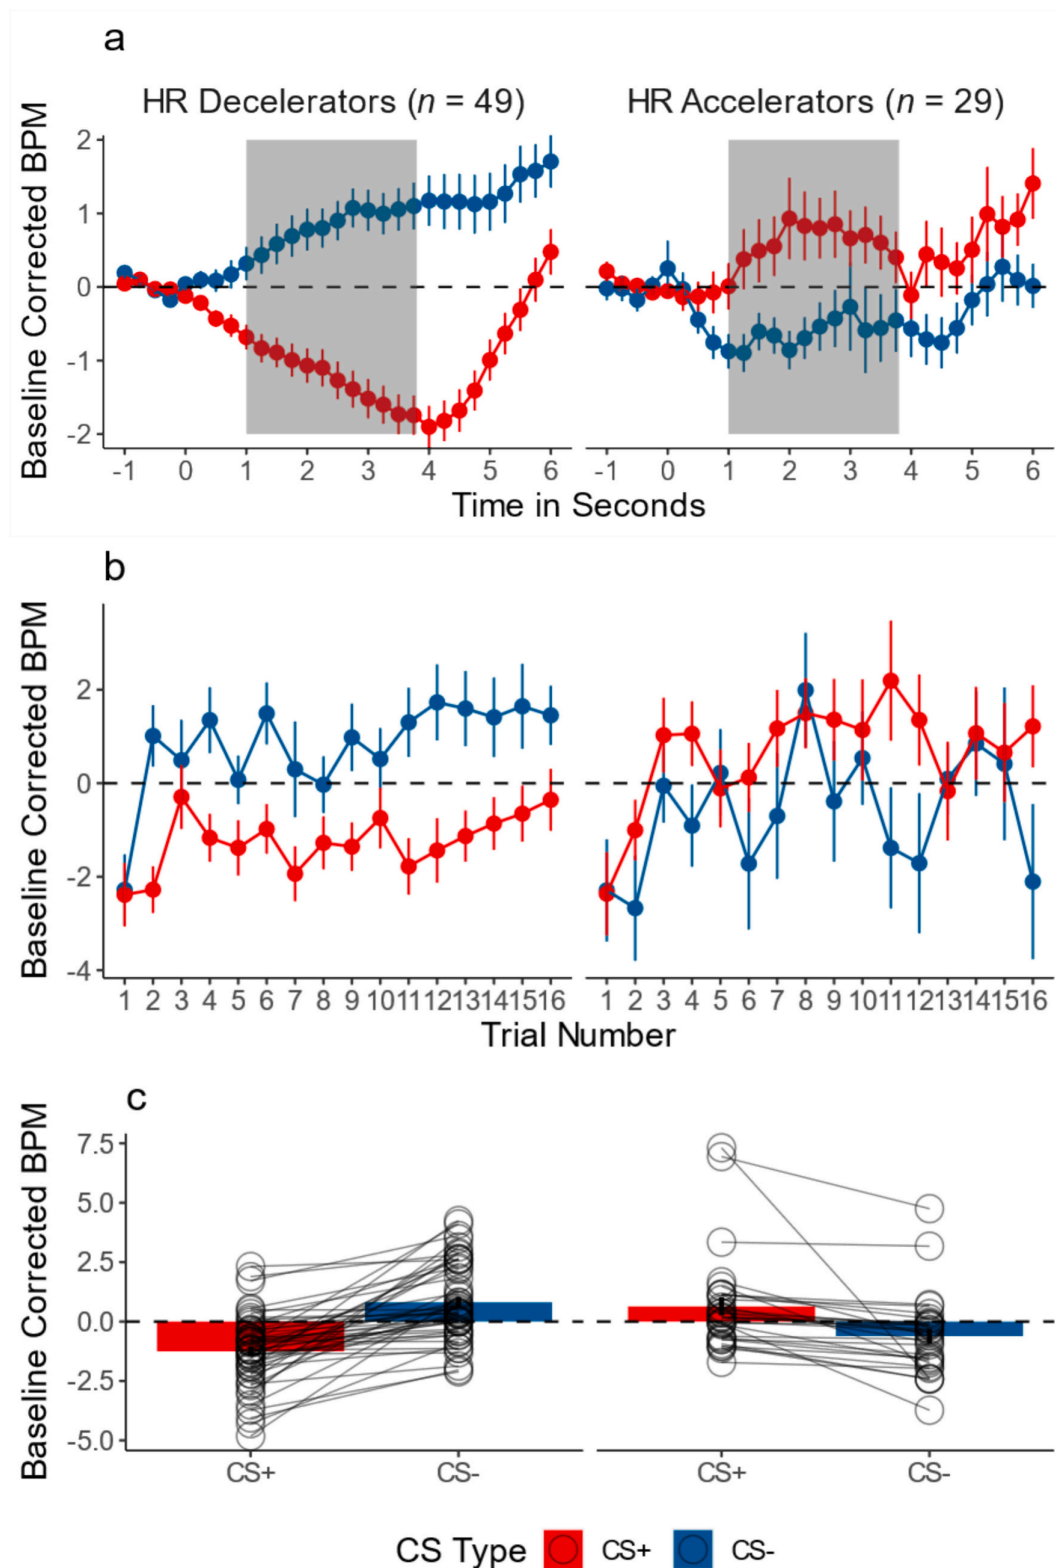 a
HR Decelerators (n = 49)
HR Accelerators (n = 29)
Baseline Corrected BPM
2
1
0
-1
-2
-1 0 1 2 3 4 5 6
-1 0 1 2 3 4 5 6
Time in Seconds
b
Baseline Corrected BPM
2
0
-2
-4
1 2 3 4 5 6 7 8 9 10 11 12 13 14 15 16
1 2 3 4 5 6 7 8 9 10 11 12 13 14 15 16
Trial Number
c
Baseline Corrected BPM
7.5
5.0
2.5
0.0
-2.5
-5.0
CS+ CS-
CS+ CS-
CS Type CS+ CS-